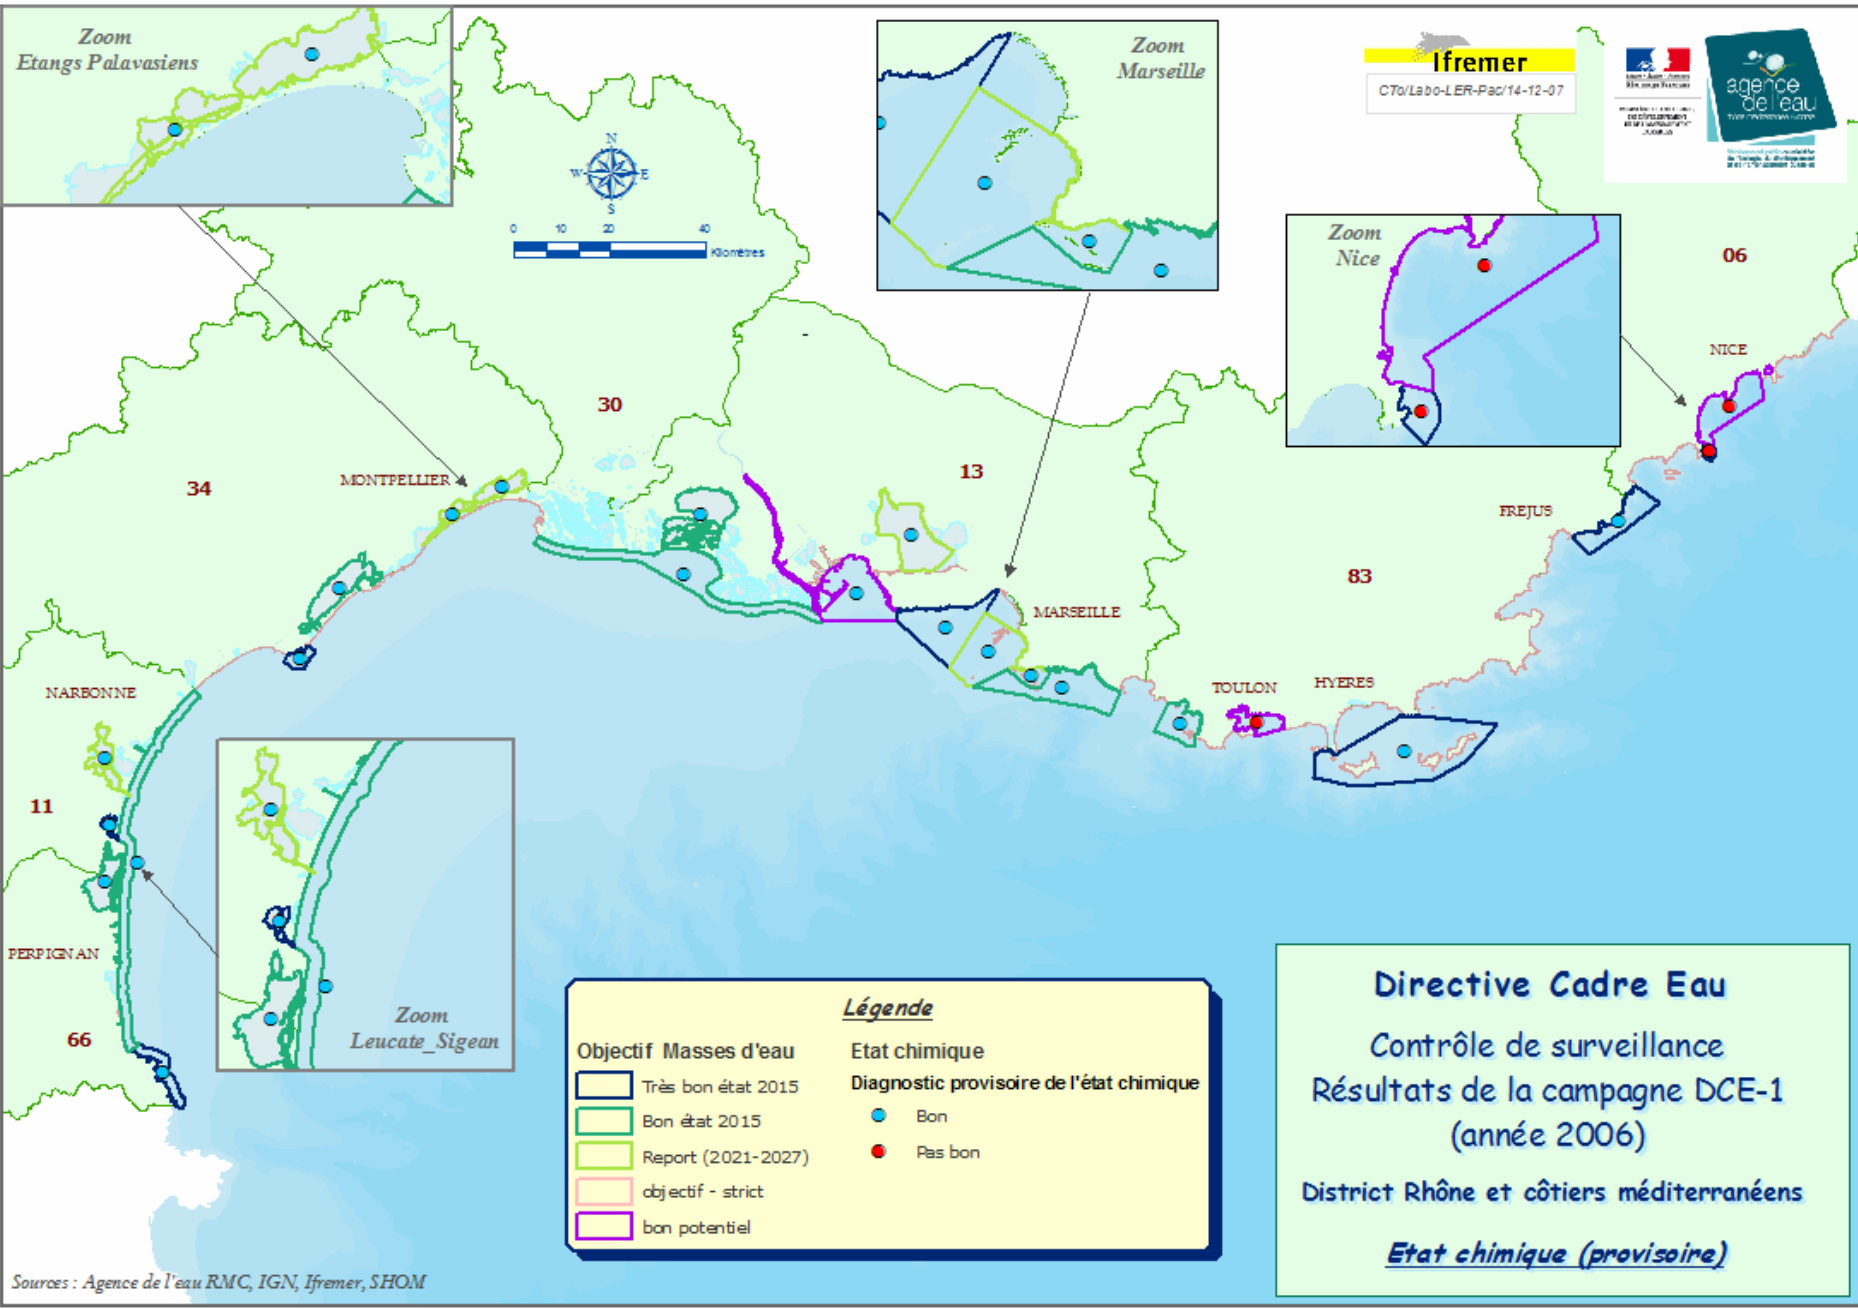 Zoom
Etangs Palavasiens
Zoom
Marseille
Ifremer
CTo/Labo-LER-Pac/14-12-07
agence
de l'eau
Zoom
Nice
N
W
E
S
0 10 20 40
Kilomètres
06
NICE
30
13
34
MONTPELLIER
FREJUS
83
MARSEILLE
NARBONNE
TOULON
HYERES
11
PERPIGNAN
66
Zoom
Leucate_Sigean
Légende
Objectif Masses d'eau
Très bon état 2015
Bon état 2015
Report (2021-2027)
objectif - strict
bon potentiel
Etat chimique
Diagnostic provisoire de l'état chimique
Bon
Pas bon
Directive Cadre Eau
Contrôle de surveillance
Résultats de la campagne DCE-1
(année 2006)
District Rhône et côtiers méditerranéens
Etat chimique (provisoire)
Sources : Agence de l'eau RMC, IGN, Ifremer, SHOM